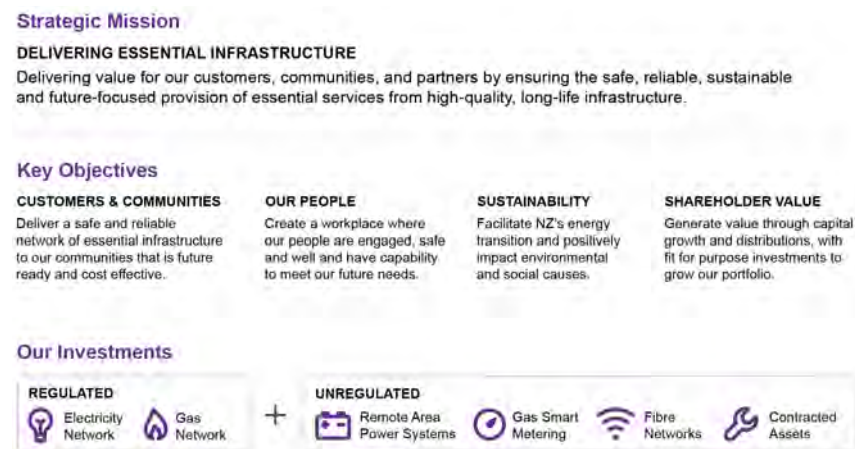 Strategic Mission
DELIVERING ESSENTIAL INFRASTRUCTURE
Delivering value for our customers, communities, and partners by ensuring the safe, reliable, sustainable
and future-focused provision of essential services from high-quality, long-life infrastructure.
Key Objectives
CUSTOMERS & COMMUNITIES
Deliver a safe and reliable
network of essential infrastructure
to our communities that is future
ready and cost effective.
OUR PEOPLE
Create a workplace where
our people are engaged, safe
and well and have capability
to meet our future needs.
SUSTAINABILITY
Facilitate NZ's energy
transition and positively
impact environmental
and social causes.
SHAREHOLDER VALUE
Generate value through capital
growth and distributions, with
fit for purpose investments to
grow our portfolio.
Our Investments
REGULATED
Electricity
Network
Gas
Network
+
UNREGULATED
Remote Area
Power Systems
Gas Smart
Metering
Fibre
Networks
Contracted
Assets